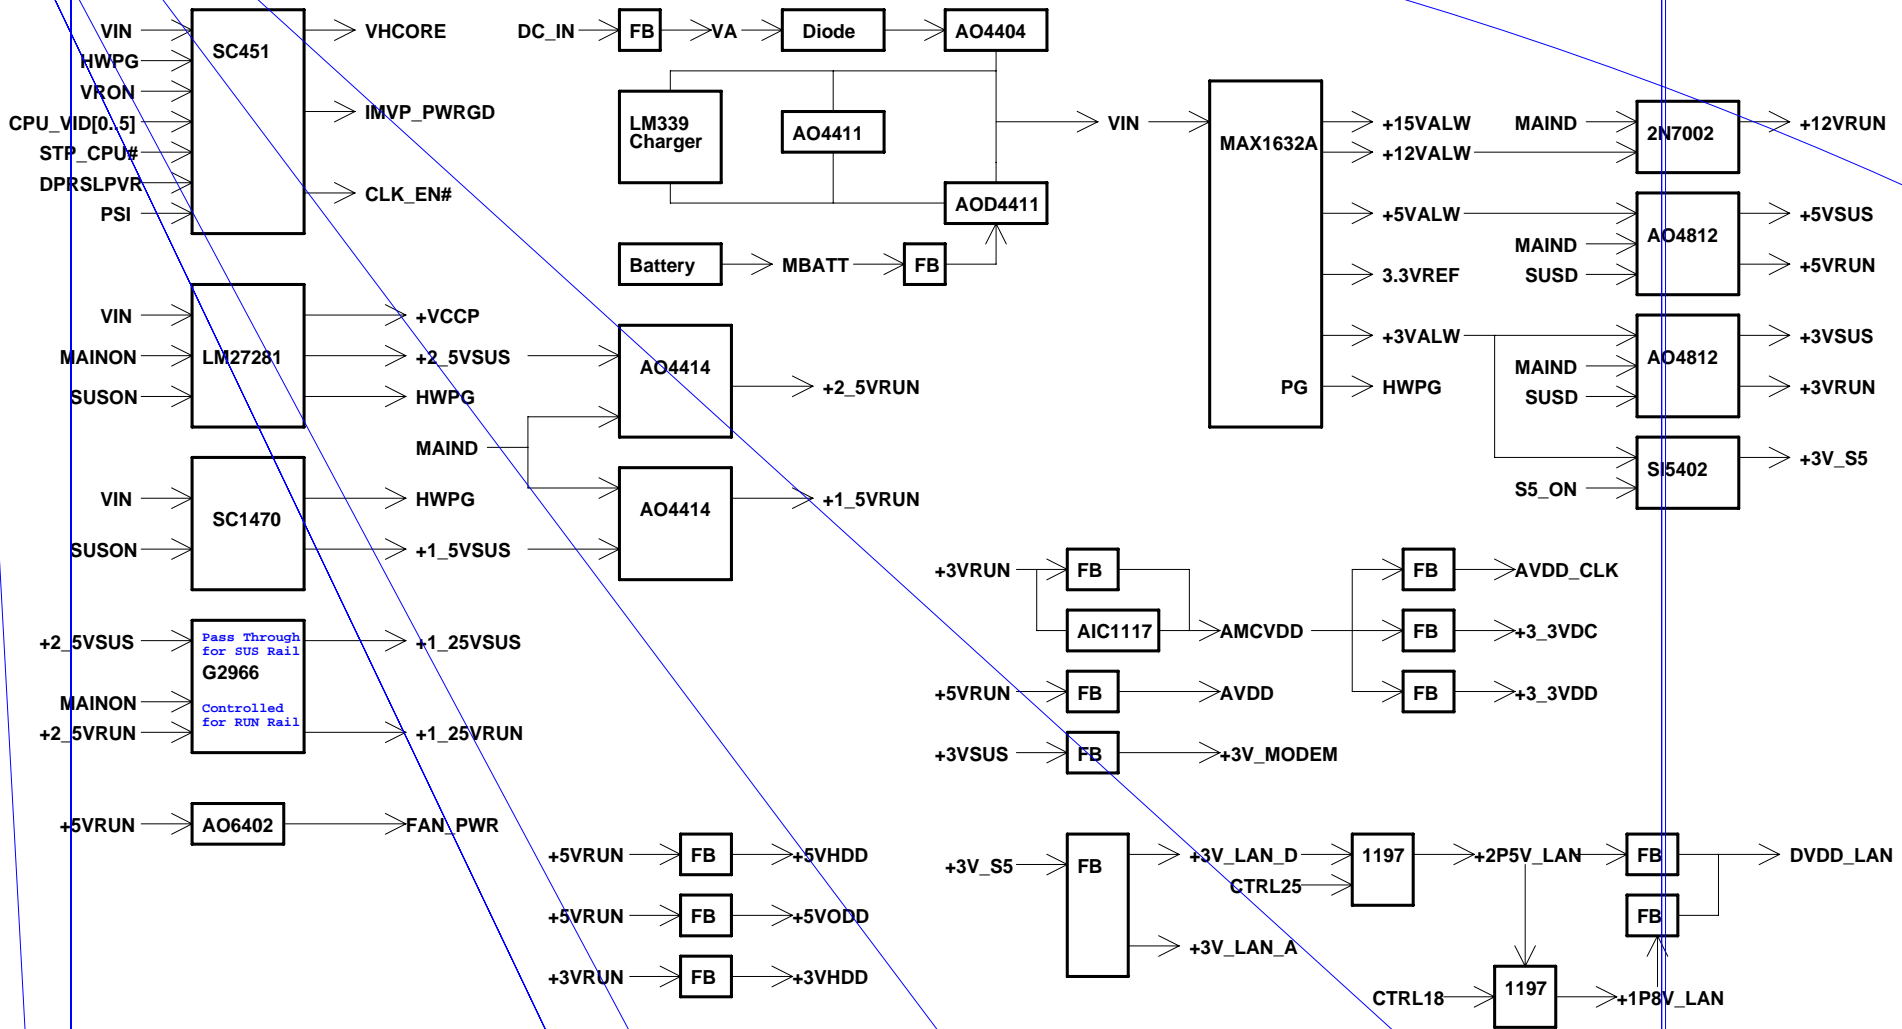 VIN
HWPG
VRON
CPU_VID[0..5]
STP_CPU#
DPRSLPVR
PSI
SC451
VHCORE
IMVP_PWRGD
CLK_EN#
DC_IN
FB
VA
Diode
AO4404
LM339
Charger
AO4411
AOD4411
Battery
MBATT
FB
VIN
MAX1632A
PG
+15VALW
+12VALW
+5VALW
3.3VREF
+3VALW
HWPG
MAIND
2N7002
+12VRUN
MAIND
SUSD
AO4812
+5VSUS
+5VRUN
MAIND
SUSD
AO4812
+3VSUS
+3VRUN
S5_ON
SI5402
+3V_S5
VIN
MAINON
SUSON
LM27281
+VCCP
+2_5VSUS
HWPG
MAIND
AO4414
+2_5VRUN
VIN
SUSON
SC1470
HWPG
+1_5VSUS
AO4414
+1_5VRUN
+2_5VSUS
MAINON
+2_5VRUN
Pass Through
for SUS Rail
G2966
Controlled
for RUN Rail
+1_25VSUS
+1_25VRUN
+5VRUN
AO6402
FAN_PWR
+3VRUN
FB
AIC1117
AMCVDD
FB
AVDD_CLK
FB
+3_3VDC
FB
+3_3VDD
+5VRUN
FB
AVDD
+3VSUS
FB
+3V_MODEM
+5VRUN
FB
+5VHDD
+5VRUN
FB
+5VODD
+3VRUN
FB
+3VHDD
+3V_S5
FB
+3V_LAN_D
CTRL25
+3V_LAN_A
1197
+2P5V_LAN
FB
DVDD_LAN
FB
CTRL18
1197
+1P8V_LAN